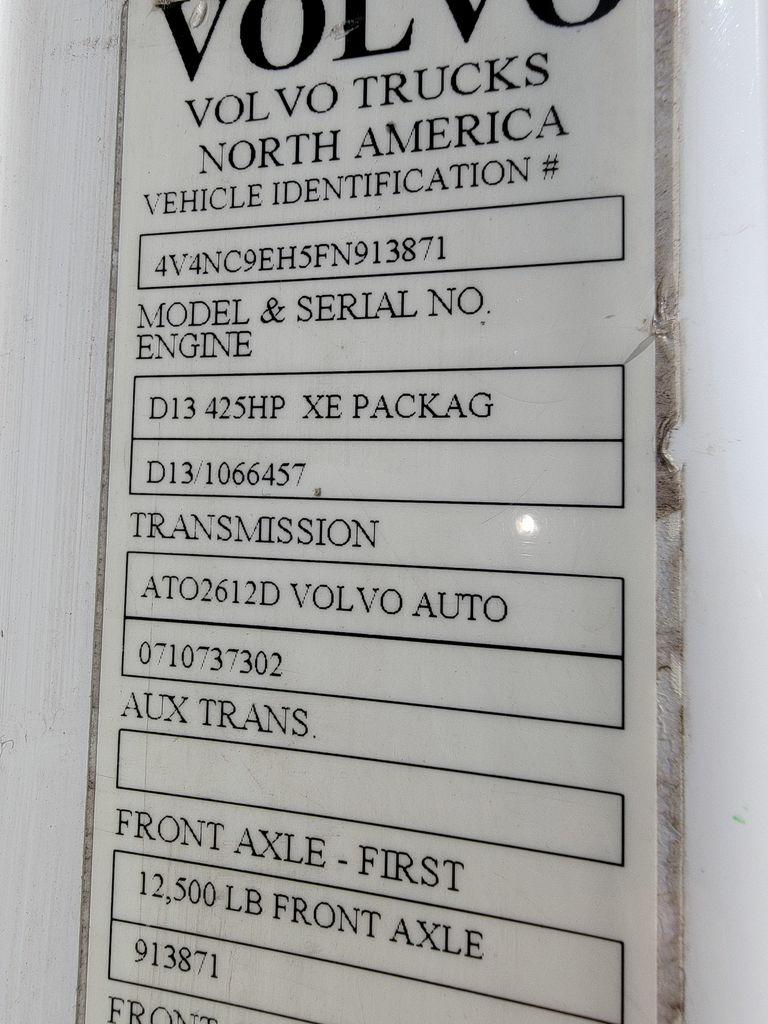 VOLVO
VOLVO TRUCKS
NORTH AMERICA
VEHICLE IDENTIFICATION #
4V4NC9EH5FN913871
MODEL & SERIAL NO.
ENGINE
D13 425HP XE PACKAG
D13/1066457
TRANSMISSION
ATO2612D VOLVO AUTO
0710737302
AUX TRANS.
FRONT AXLE - FIRST
12,500 LB FRONT AXLE
913871
FRONT